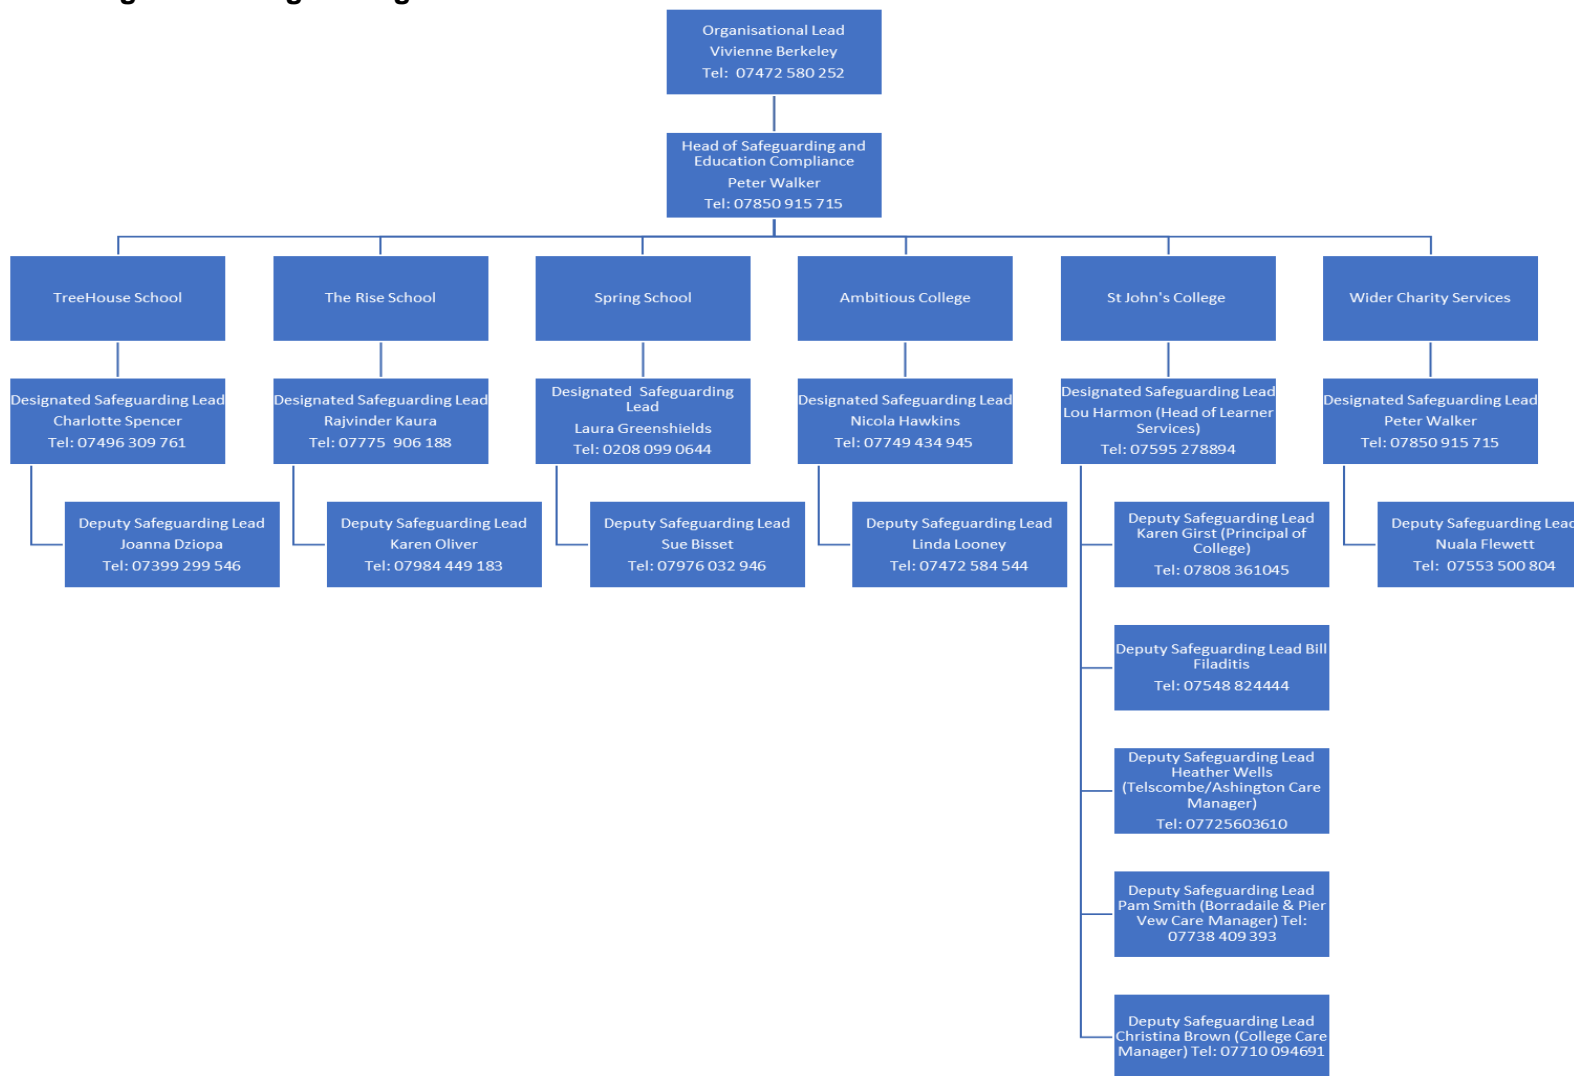 Organisational Lead
Vivienne Berkeley
Tel:  07472 580 252
Head of Safeguarding and
Education Compliance
Peter Walker
Tel: 07850 915 715
TreeHouse School
The Rise School
Spring School
Ambitious College
St John's College
Wider Charity Services
Designated Safeguarding Lead
Charlotte Spencer
Tel: 07496 309 761
Designated Safeguarding Lead
Rajvinder Kaura
Tel: 07775  906 188
Designated  Safeguarding
Lead
Laura Greenshields
Tel: 0208 099 0644
Designated Safeguarding Lead
Nicola Hawkins
Tel: 07749 434 945
Designated Safeguarding Lead
Lou Harmon (Head of Learner
Services)
Tel: 07595 278894
Designated Safeguarding Lead
Peter Walker
Tel: 07850 915 715
Deputy Safeguarding Lead
Joanna Dziopa
Tel: 07399 299 546
Deputy Safeguarding Lead
Karen Oliver
Tel: 07984 449 183
Deputy Safeguarding Lead
Sue Bisset
Tel: 07976 032 946
Deputy Safeguarding Lead
Linda Looney
Tel: 07472 584 544
Deputy Safeguarding Lead
Karen Girst (Principal of
College)
Tel: 07808 361045
Deputy Safeguarding Lead
Nuala Flewett
Tel:  07553 500 804
Deputy Safeguarding Lead Bill
Filaditis
Tel: 07548 824444
Deputy Safeguarding Lead
Heather Wells
(Telscombe/Ashington Care
Manager)
Tel: 07725603610
Deputy Safeguarding Lead
Pam Smith (Borradaile & Pier
Vew Care Manager) Tel:
07738 409 393
Deputy Safeguarding Lead
Christina Brown (College Care
Manager) Tel: 07710 094691